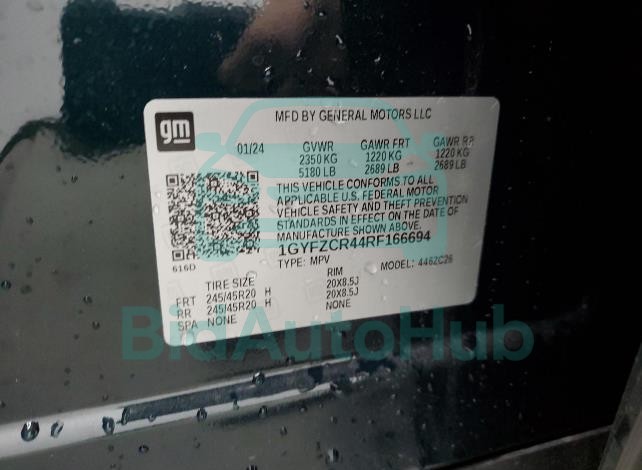 gm
MFD BY GENERAL MOTORS LLC
01/24 GVWR GAWR FRT GAWR RR
2350 KG 1220 KG 1220 KG
5180 LB 2689 LB 2689 LB
THIS VEHICLE CONFORMS TO ALL
APPLICABLE U.S. FEDERAL MOTOR
VEHICLE SAFETY AND THEFT PREVENTION
STANDARDS IN EFFECT ON THE DATE OF
MANUFACTURE SHOWN ABOVE.
1GYFZCR44RF166694
616D
TYPE: MPV MODEL: 4462C26
TIRE SIZE RIM
FRT 245/45R20 H 20X8.5J
RR 245/45R20 H 20X8.5J
SPA NONE NONE
BidAutoHub